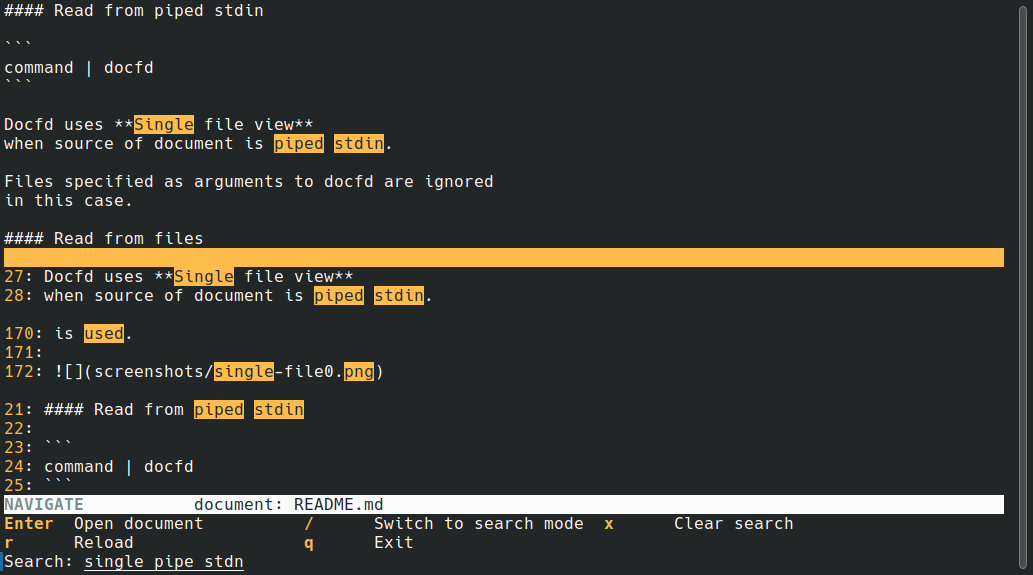 #### Read from piped stdin
```
command | docfd
```
Docfd uses **Single file view**
when source of document is piped stdin.
Files specified as arguments to docfd are ignored
in this case.
#### Read from files
27: Docfd uses **Single file view**
28: when source of document is piped stdin.
170: is used.
171:
172: ![](screenshots/single-file0.png)
21: #### Read from piped stdin
22:
23: ```
24: command | docfd
25: ```
NAVIGATE document: README.md
Enter Open document / Switch to search mode x Clear search
r Reload q Exit
Search: single pipe stdn